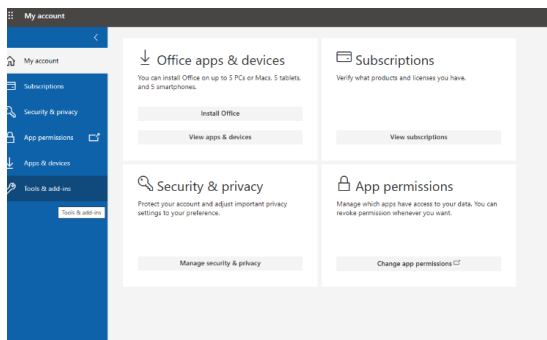 My account
My account
Subscriptions
Security & privacy
App permissions
Apps & devices
Tools & add-ins
Tools & add-ins
Office apps & devices
You can install Office on up to 5 PCs or Macs, 5 tablets,
and 5 smartphones.
Install Office
View apps & devices
Subscriptions
Verify what products and licenses you have.
View subscriptions
Security & privacy
Protect your account and adjust important privacy
settings to your preference.
Manage security & privacy
App permissions
Manage which apps have access to your data. You can
revoke permission whenever you want.
Change app permissions